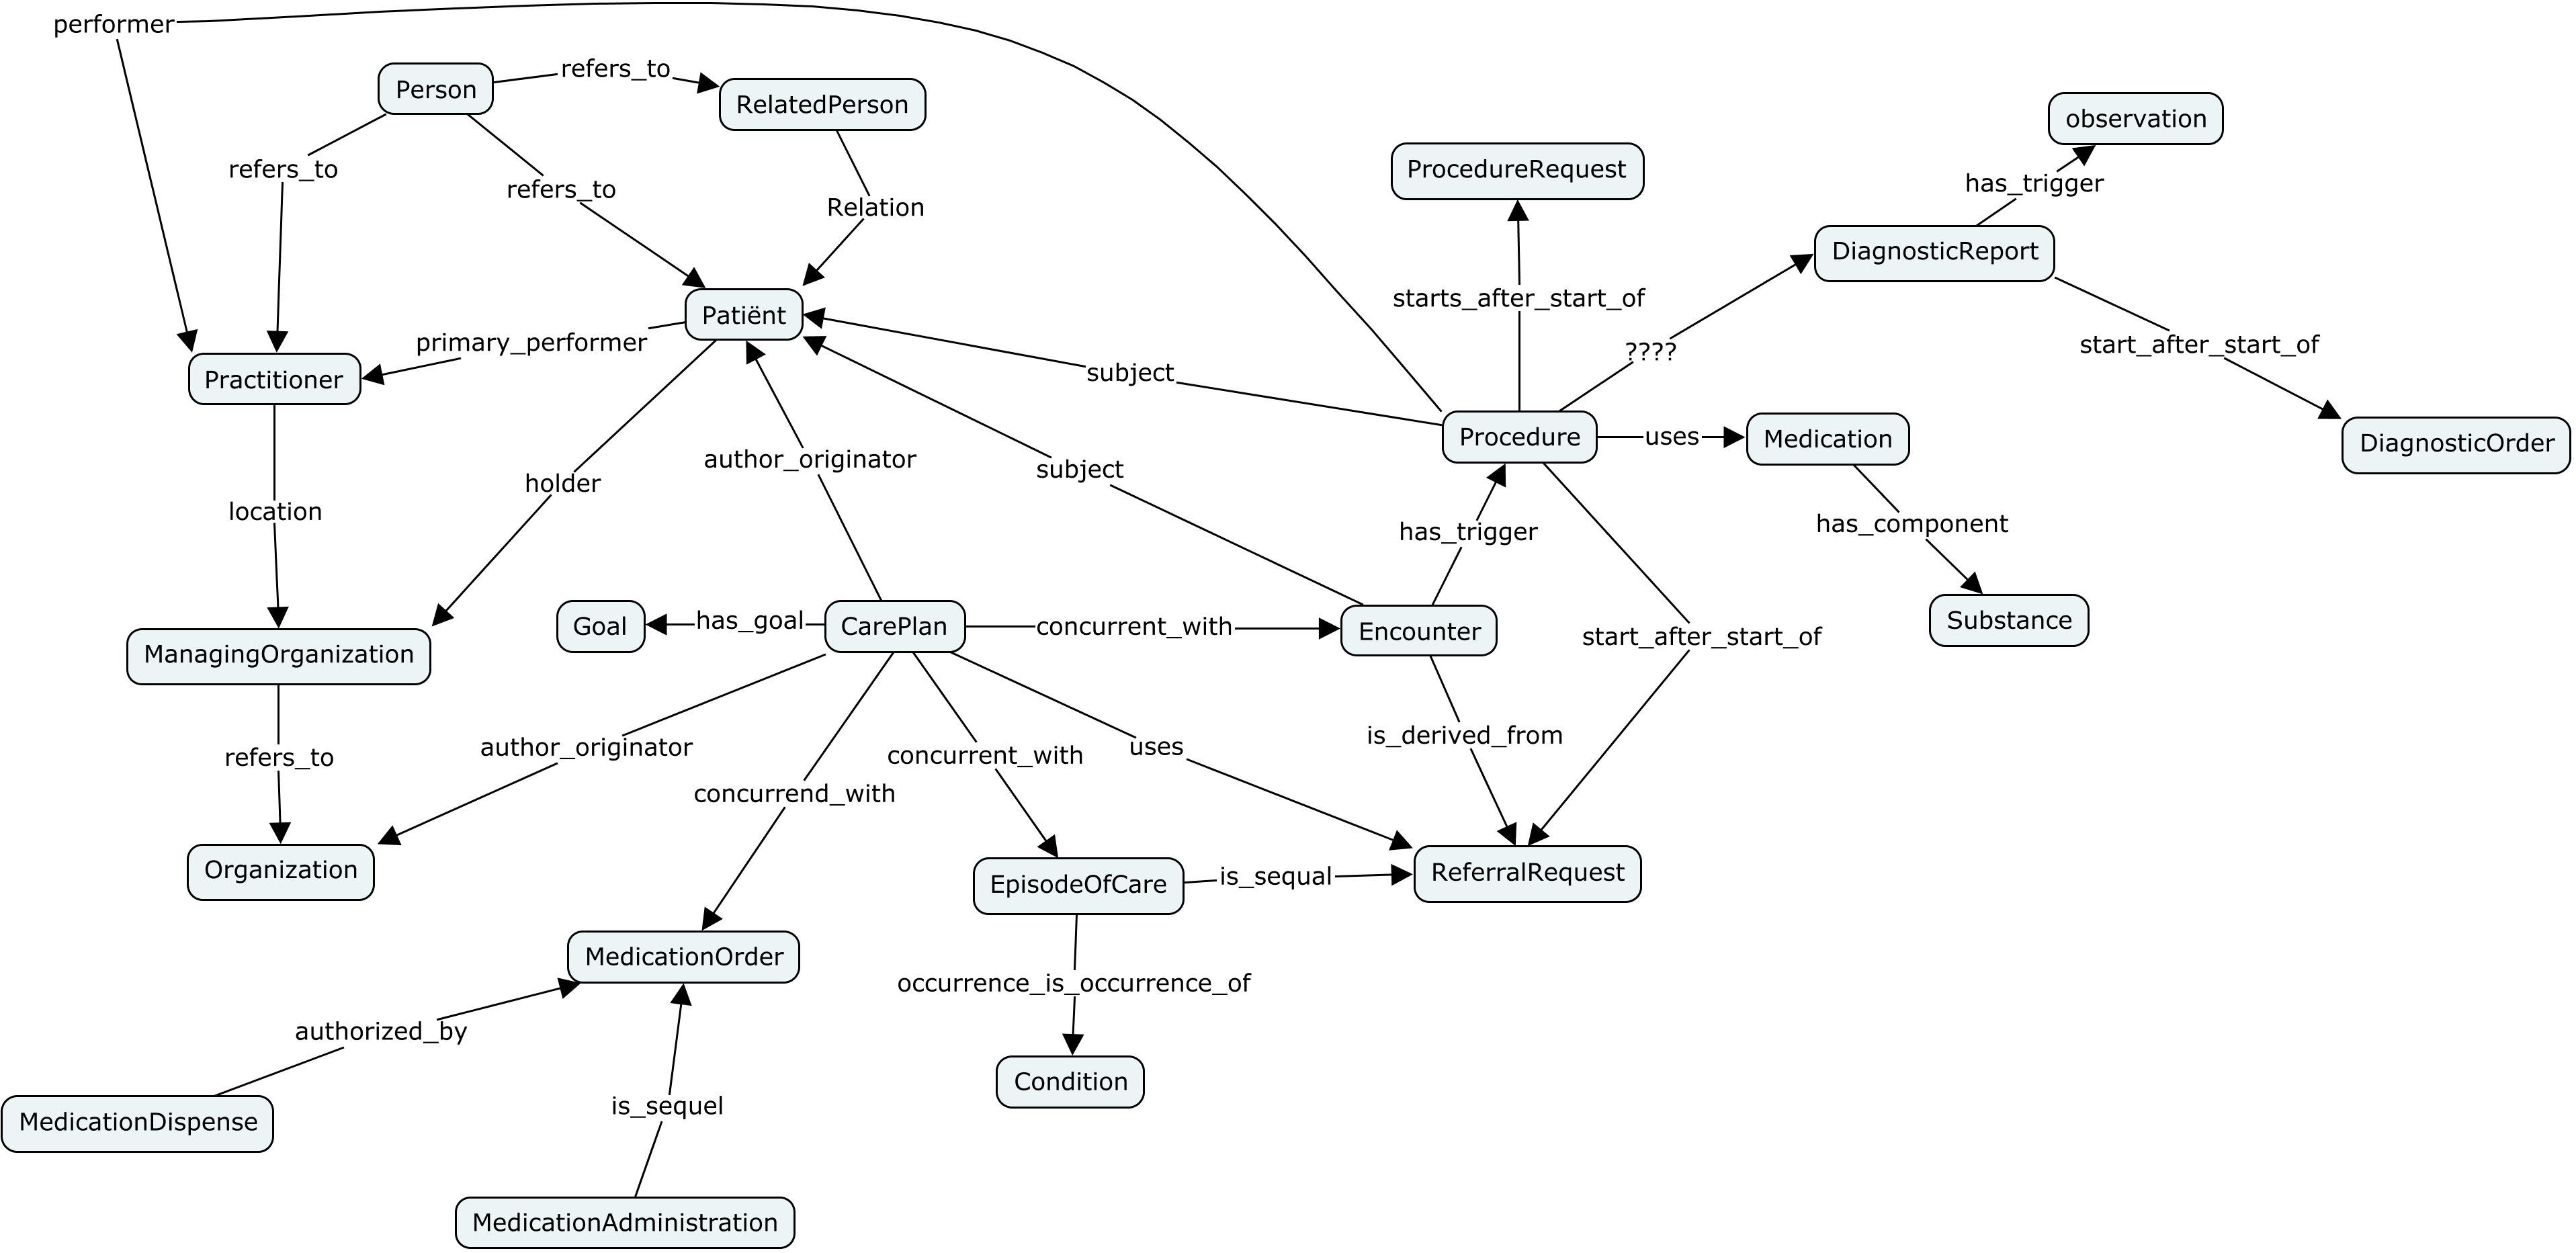 performer
Person
refers_to
RelatedPerson
observation
refers_to
refers_to
Relation
ProcedureRequest
has_trigger
DiagnosticReport
starts_after_start_of
Patiënt
primary_performer
????
start_after_start_of
Practitioner
subject
Procedure
uses
Medication
DiagnosticOrder
author_originator
subject
holder
location
has_trigger
has_component
Goal
has_goal
CarePlan
concurrent_with
Encounter
start_after_start_of
Substance
ManagingOrganization
refers_to
author_originator
concurrent_with
uses
is_derived_from
concurrend_with
Organization
EpisodeOfCare
is_sequal
ReferralRequest
MedicationOrder
occurrence_is_occurrence_of
authorized_by
Condition
is_sequel
MedicationDispense
MedicationAdministration